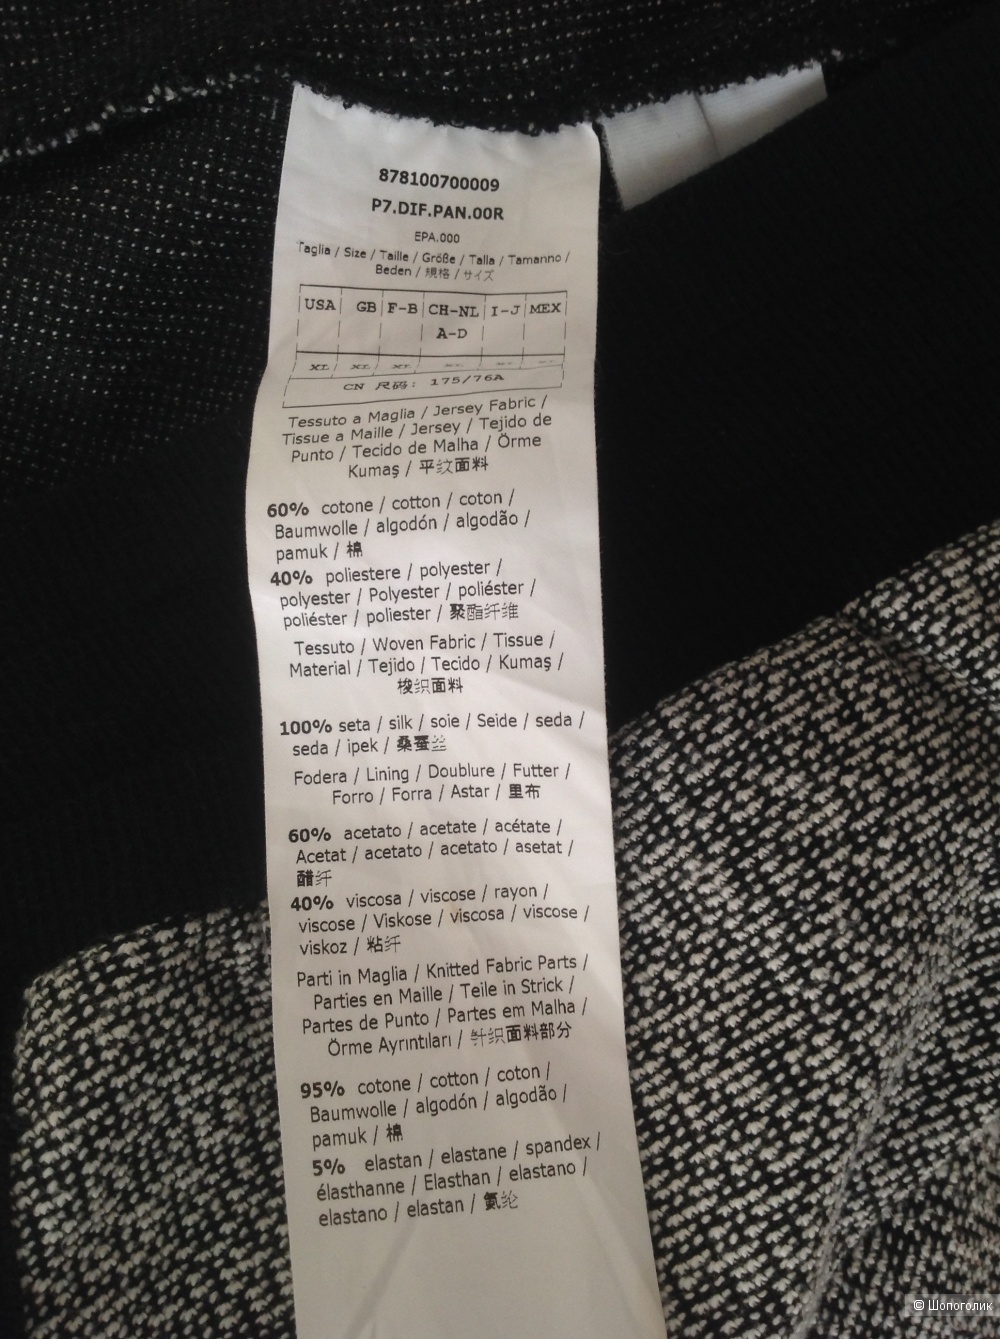 878100700009
P7.DIF.PAN.00R
EPA.000
Taglia / Size / Taille / Größe / Talla / Tamanno /
Beden / 規格 / サイズ
USA GB F-B CH-NL I-J MEX
A-D
XL XL XL XL XL
CN 尺码: 175/76A
Tessuto a Maglia / Jersey Fabric /
Tissue a Maille / Jersey / Tejido de
Punto / Tecido de Malha / Örme
Kumaş / 平纹面料
60% cotone / cotton / coton /
Baumwolle / algodón / algodão /
pamuk / 棉
40% poliestere / polyester /
polyester / Polyester / poliéster /
poliéster / poliester / 聚酯纤维
Tessuto / Woven Fabric / Tissue /
Material / Tejido / Tecido / Kumaş /
梭织面料
100% seta / silk / soie / Seide / seda /
seda / ipek / 桑蚕丝
Fodera / Lining / Doublure / Futter /
Forro / Forra / Astar / 里布
60% acetato / acetate / acétate /
Acetat / acetato / acetato / asetat /
醋纤
40% viscosa / viscose / rayon /
viscose / Viskose / viscosa / viscose /
viskoz / 粘纤
Parti in Maglia / Knitted Fabric Parts /
Parties en Maille / Teile in Strick /
Partes de Punto / Partes em Malha /
Örme Ayrıntıları / 针织面料部分
95% cotone / cotton / coton /
Baumwolle / algodón / algodão /
pamuk / 棉
5% elastan / elastane / spandex /
élasthanne / Elasthan / elastano /
elastano / elastan / 氨纶
© Шопоголик